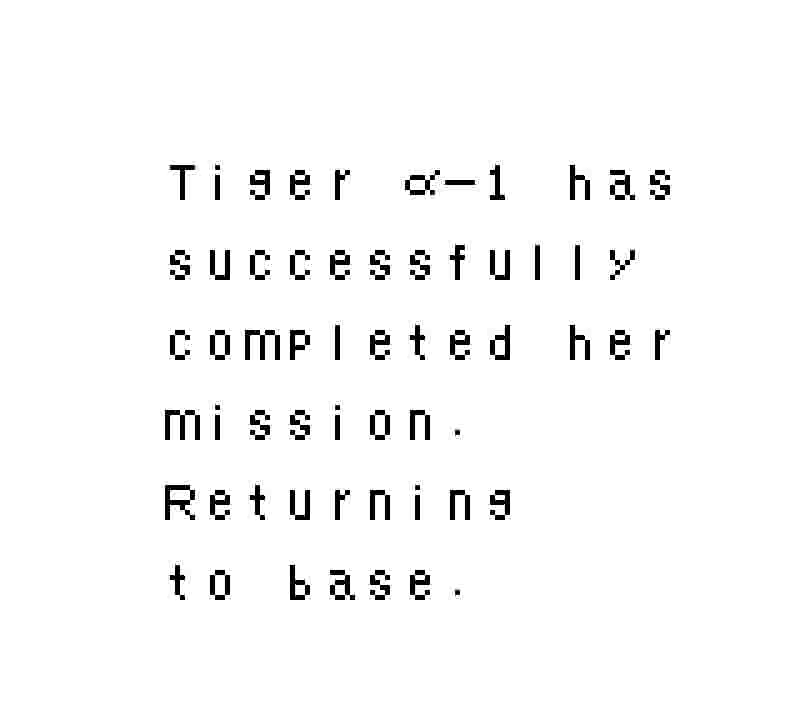 Tiger α-1 has
successfully
completed her
mission.
Returning
to base.